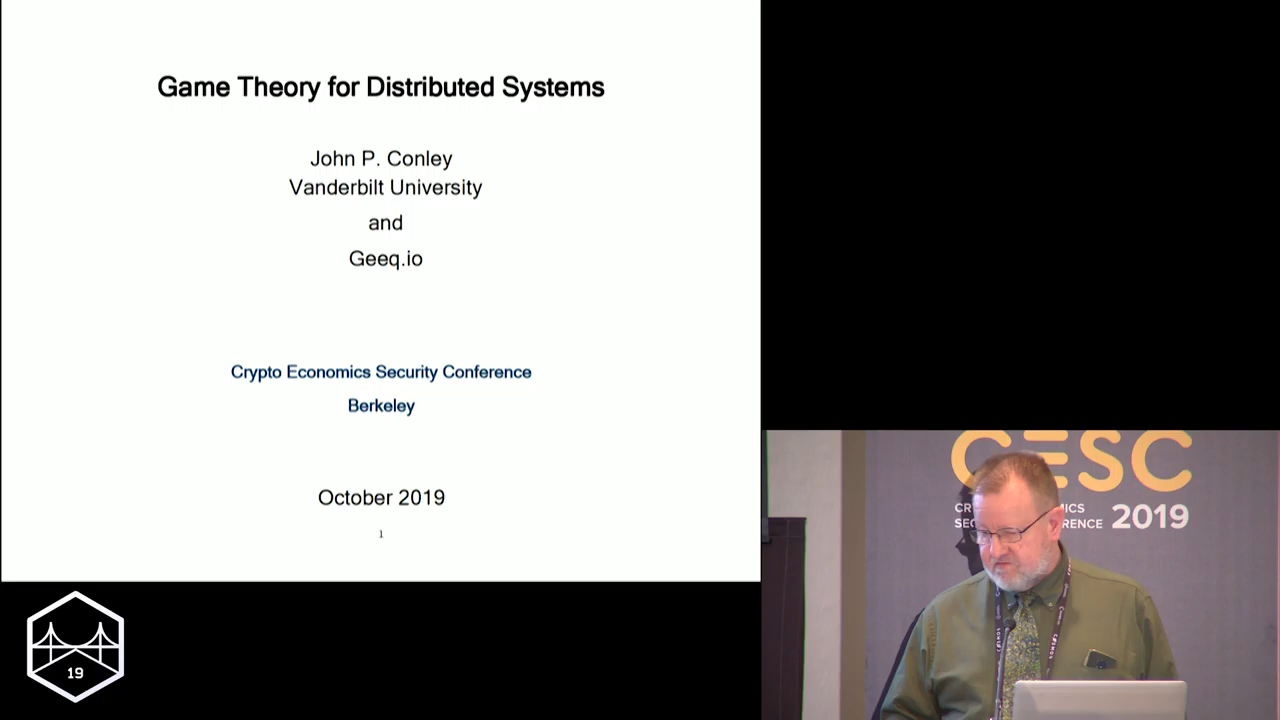 Game Theory for Distributed Systems
John P. Conley
Vanderbilt University
and
Geeq.io
Crypto Economics Security Conference
Berkeley
October 2019
1
19
CESC
2019